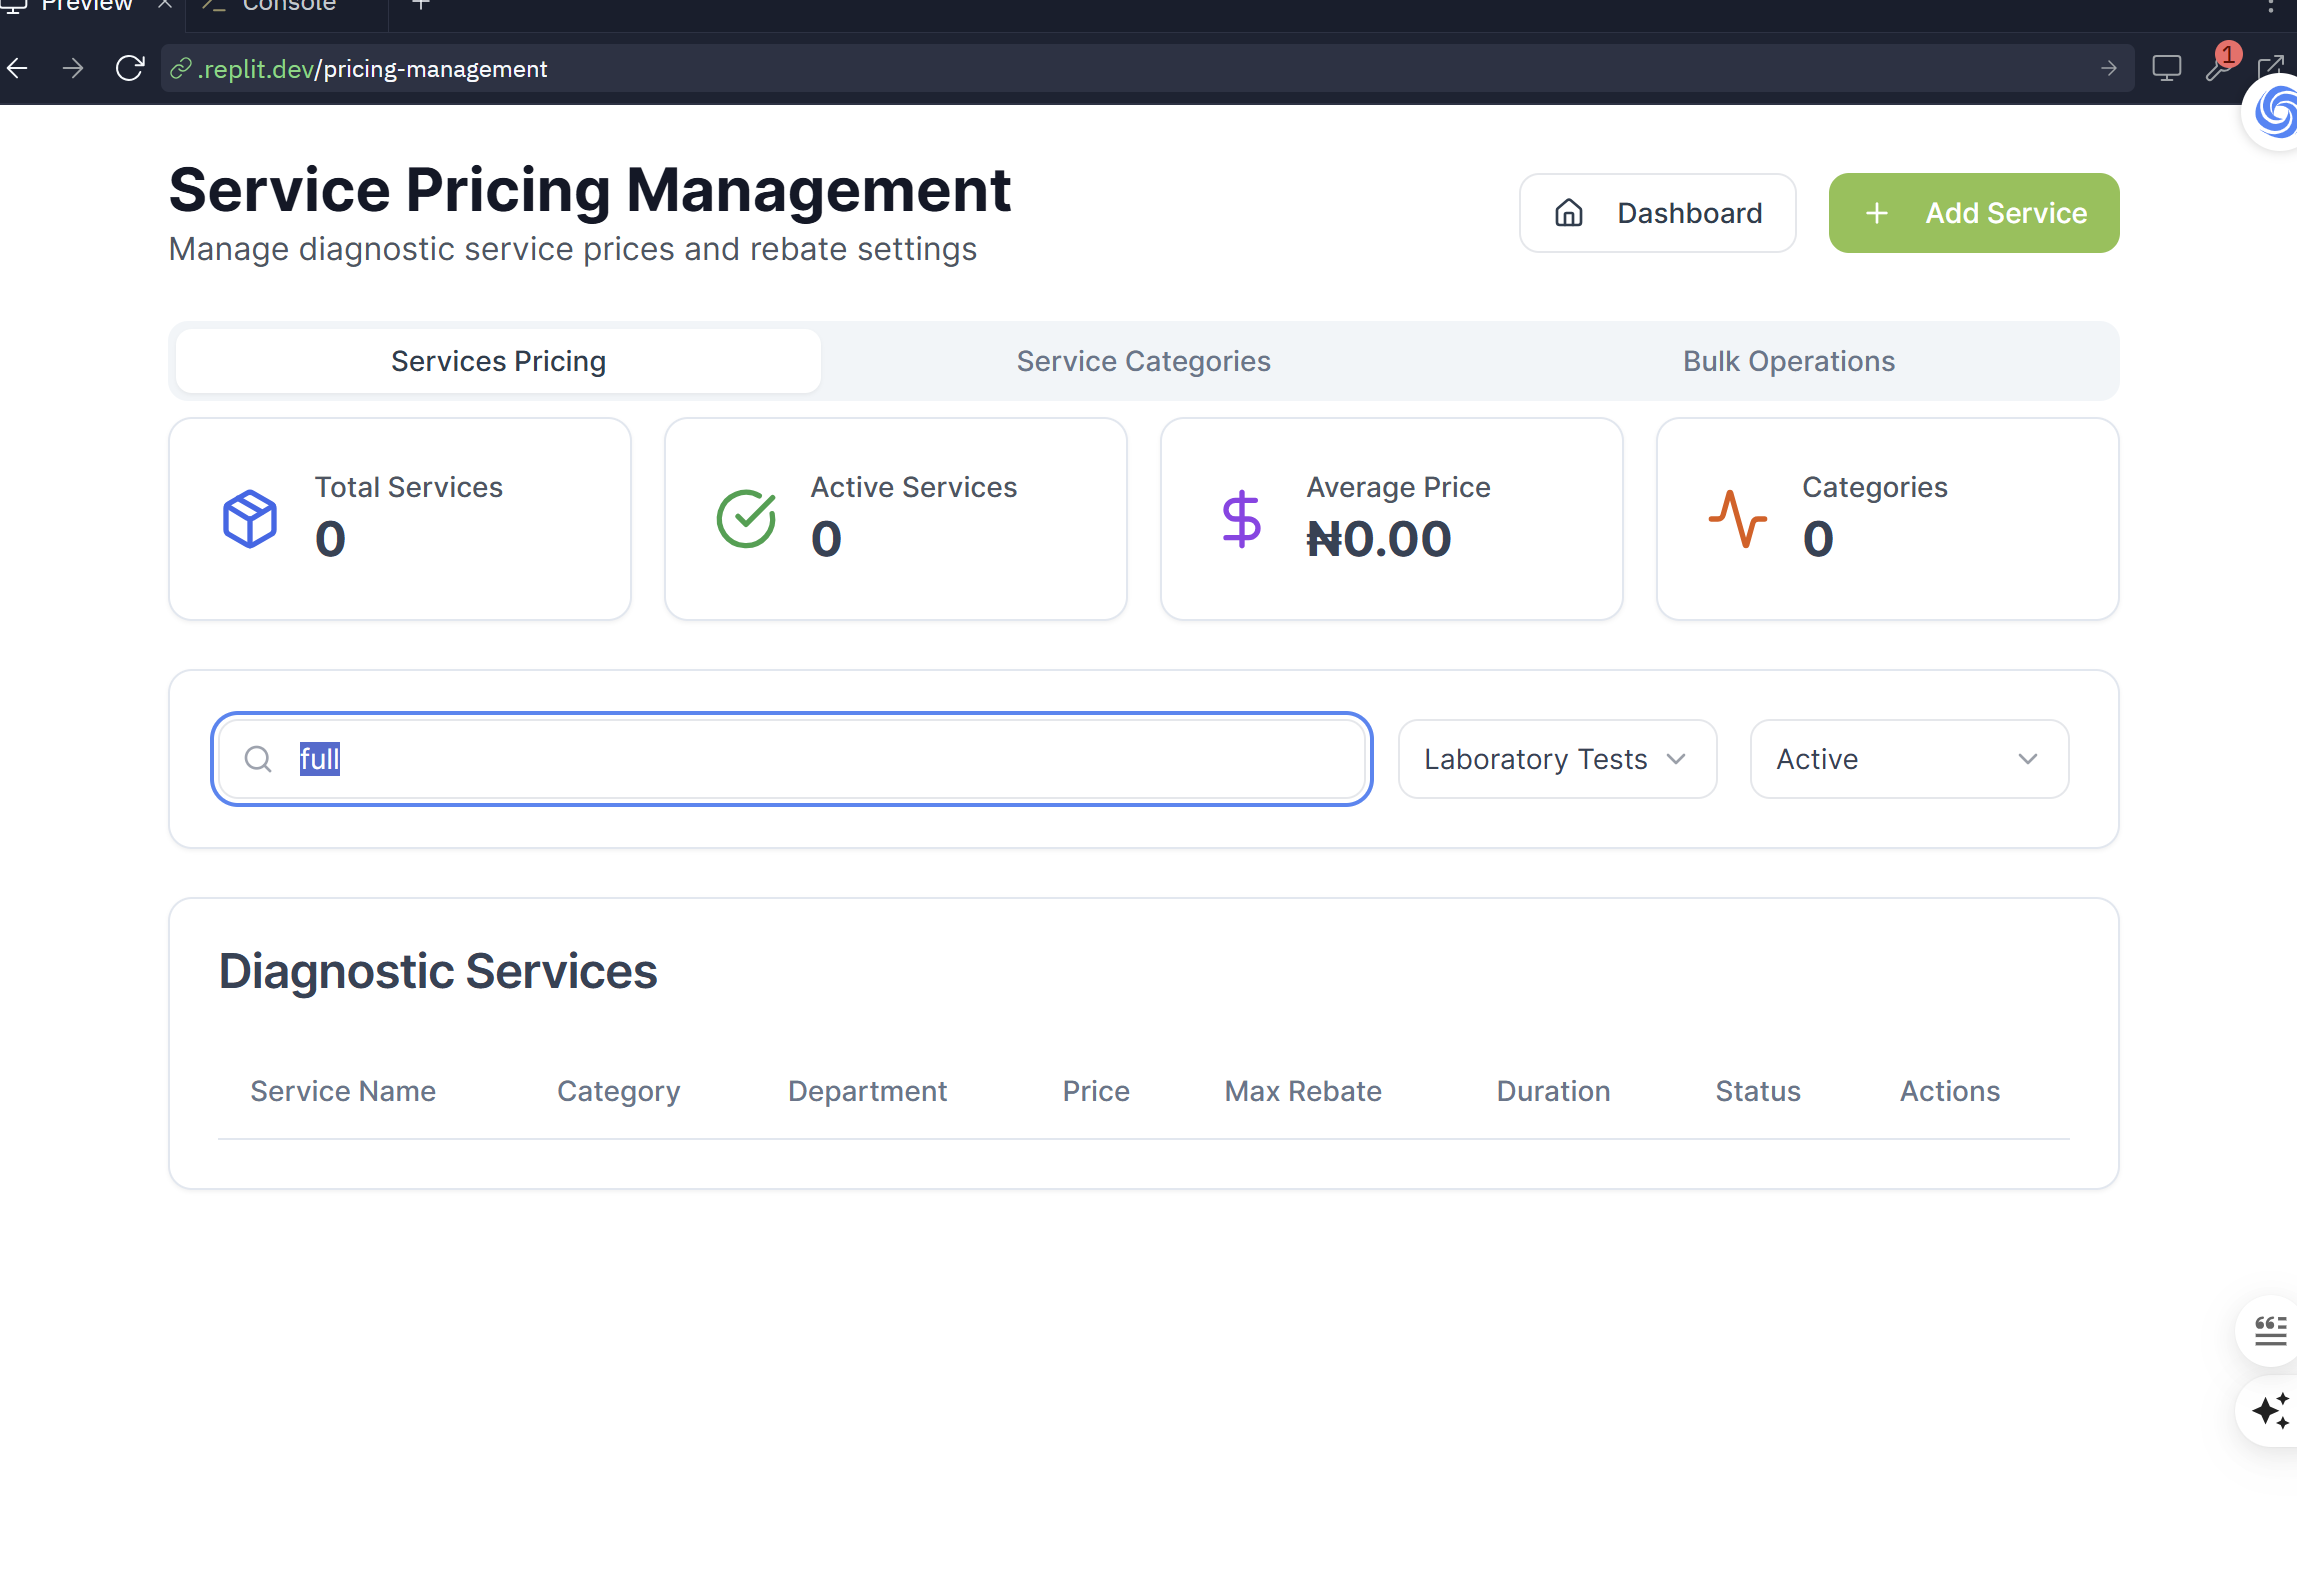 Preview
Console
.replit.dev/pricing-management
1
Service Pricing Management
Manage diagnostic service prices and rebate settings
Dashboard
Add Service
Services Pricing
Service Categories
Bulk Operations
Total Services
0
Active Services
0
Average Price
₦0.00
Categories
0
full
Laboratory Tests
Active
Diagnostic Services
Service Name Category Department Price Max Rebate Duration Status Actions